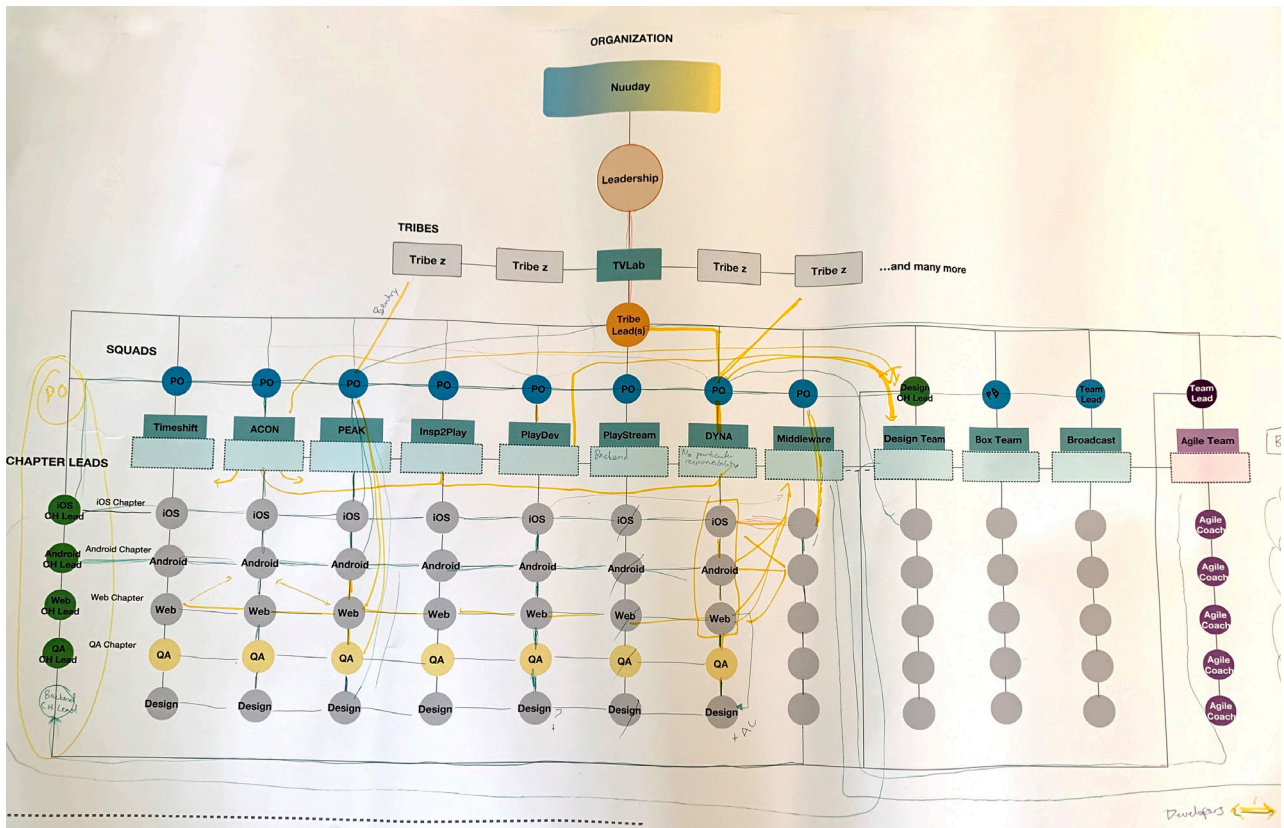 ORGANIZATION
Nuuday
Leadership
TRIBES
Tribe z
Tribe z
TVLab
Tribe z
Tribe z
...and many more
Agentry
Tribe
Lead(s)
SQUADS
PO
PO
PO
PO
PO
PO
PO
PO
PO
Design
CH Lead
PO
Team
Lead
Team
Lead
Timeshift
ACON
PEAK
Insp2Play
PlayDev
PlayStream
DYNA
Middleware
Design Team
Box Team
Broadcast
Agile Team
Backend
No particular
responsibility
CHAPTER LEADS
iOS
CH Lead
iOS Chapter
iOS
iOS
iOS
iOS
iOS
iOS
iOS
Agile
Coach
Android
CH Lead
Android Chapter
Android
Android
Android
Android
Android
Android
Android
Agile
Coach
Web
CH Lead
Web Chapter
Web
Web
Web
Web
Web
Web
Web
Agile
Coach
QA
CH Lead
QA Chapter
QA
QA
QA
QA
QA
QA
QA
Agile
Coach
Backend
CH Lead
Design
Design
Design
Design
Design
?
Design
Design
+ AC
Agile
Coach
Developers